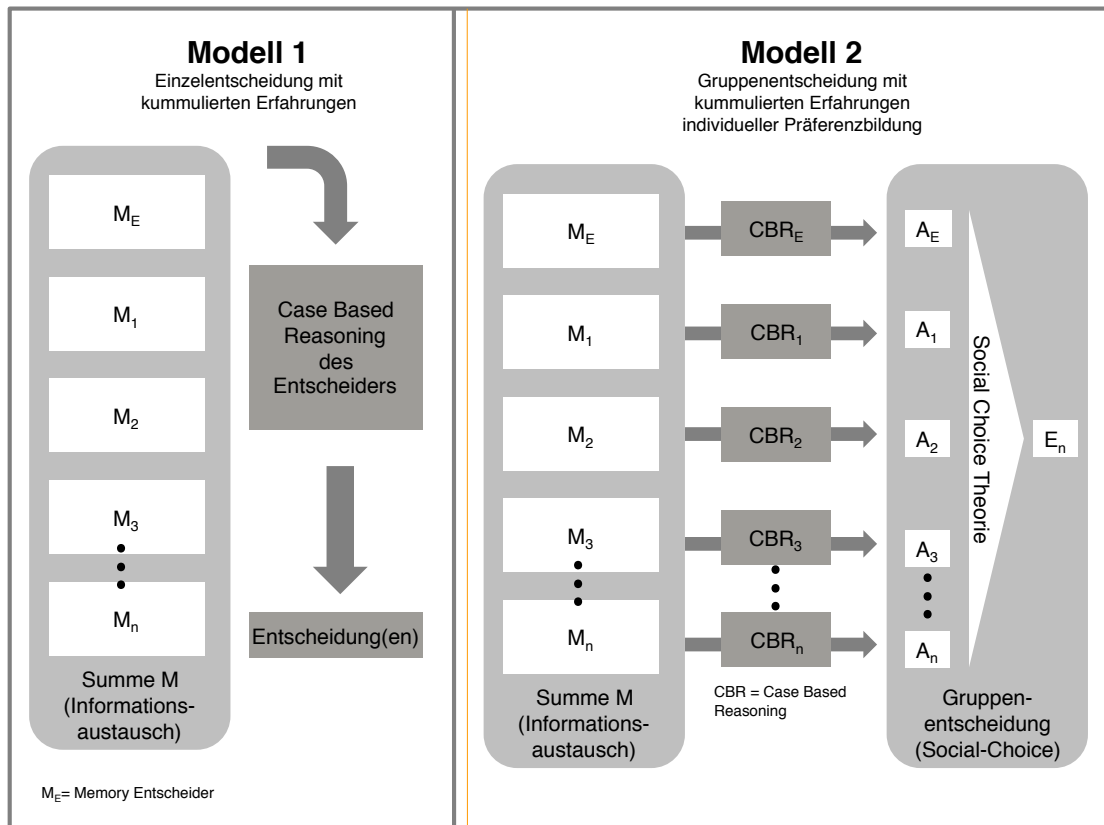 Modell 1
Einzelentscheidung mit
kummulierten Erfahrungen
M_E
M_1
M_2
M_3
M_n
Summe M
(Informations-
austausch)
Case Based
Reasoning
des
Entscheiders
Entscheidung(en)
M_E= Memory Entscheider
Modell 2
Gruppenentscheidung mit
kummulierten Erfahrungen
individueller Präferenzbildung
M_E
M_1
M_2
M_3
M_n
Summe M
(Informations-
austausch)
CBR_E
CBR_1
CBR_2
CBR_3
CBR_n
CBR = Case Based
Reasoning
A_E
A_1
A_2
A_3
A_n
Social Choice Theorie
E_n
Gruppen-
entscheidung
(Social-Choice)